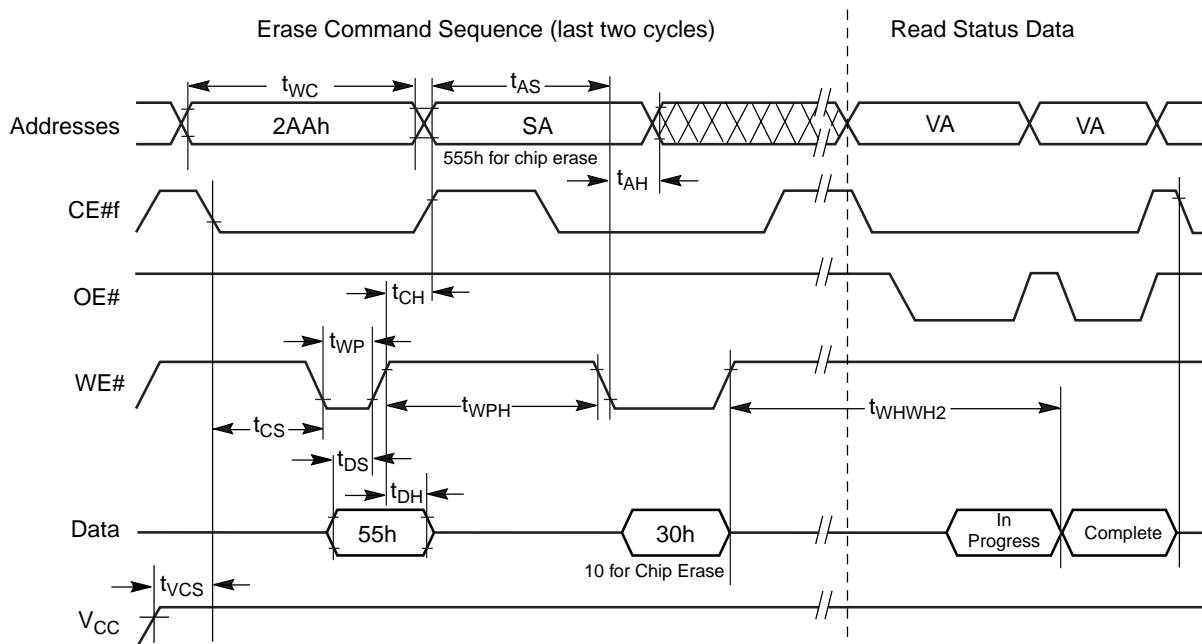 Erase Command Sequence (last two cycles)
Read Status Data
tWC
tAS
Addresses
2AAh
SA
VA
VA
555h for chip erase
tAH
CE#f
OE#
tCH
tWP
WE#
tWPH
tWHWH2
tCS
tDS
tDH
Data
55h
30h
In
Progress
Complete
10 for Chip Erase
tVCS
VCC